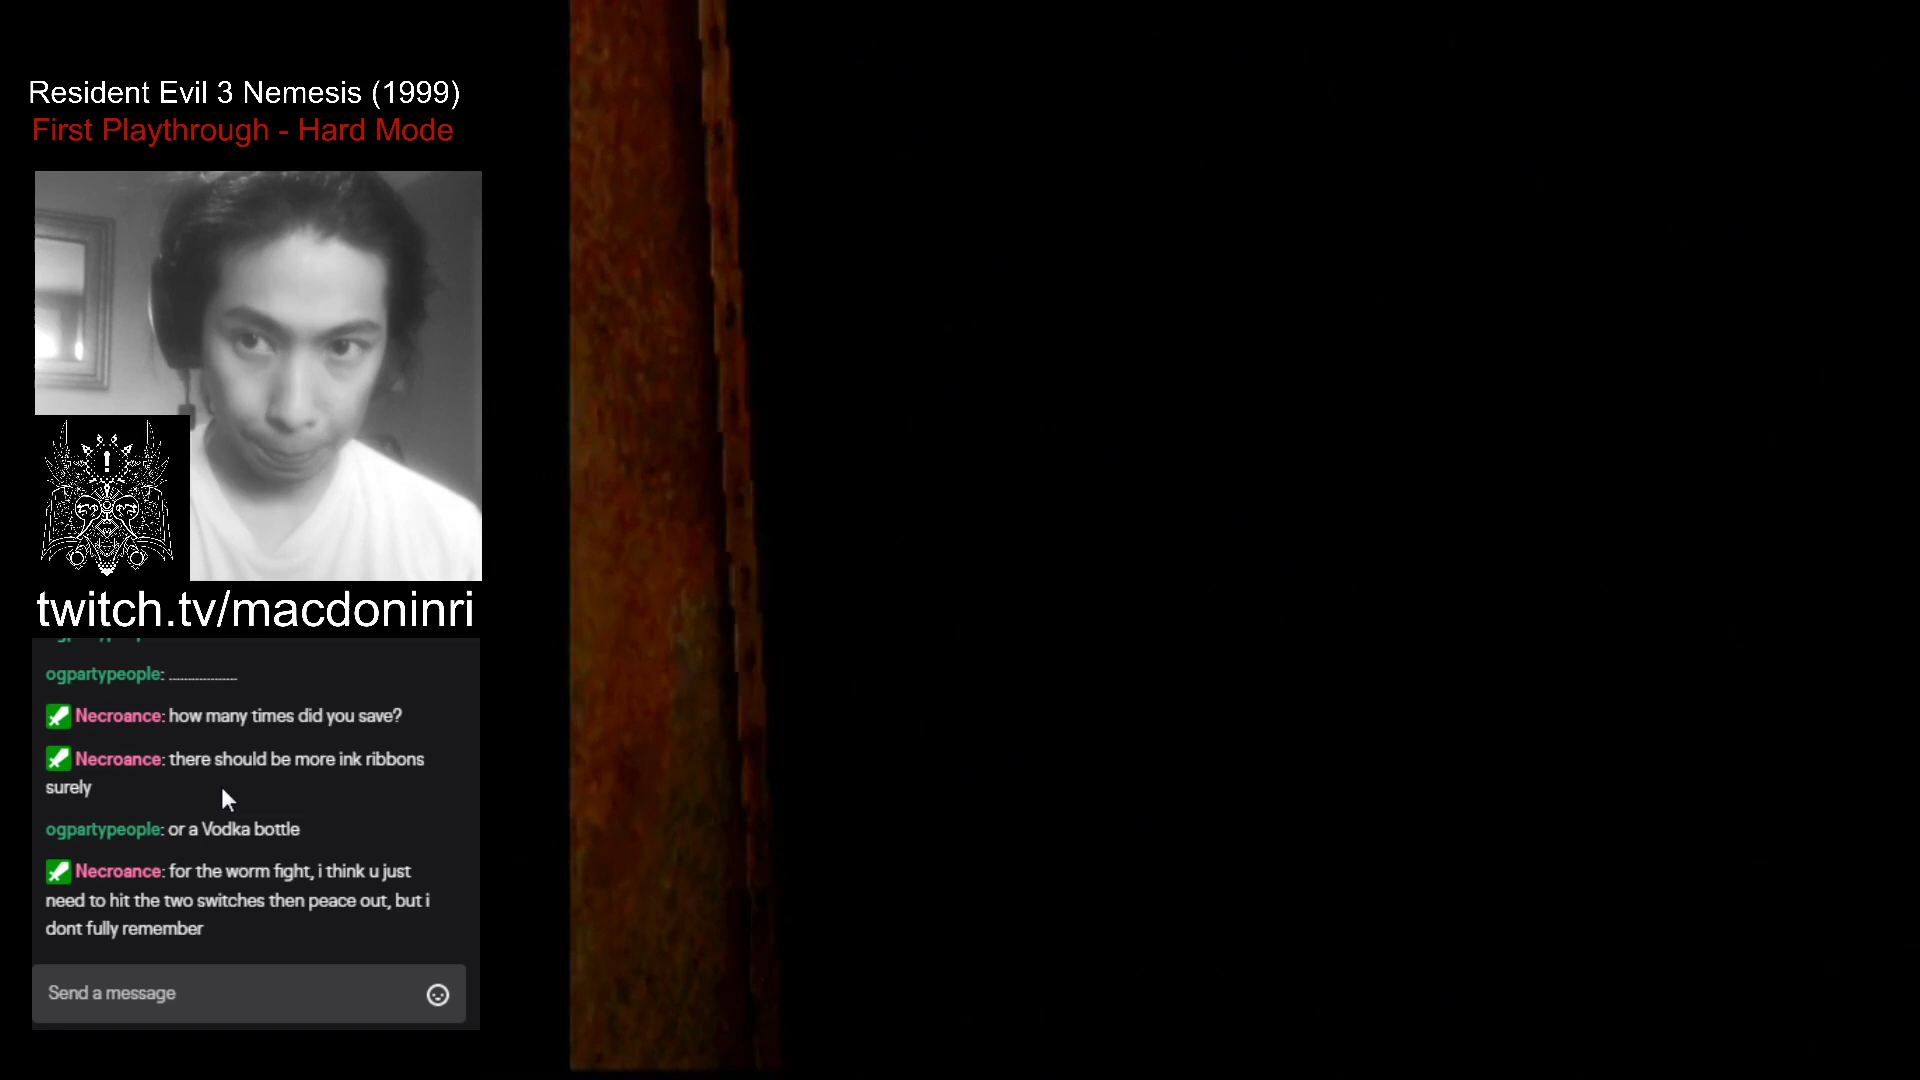 Resident Evil 3 Nemesis (1999)
First Playthrough - Hard Mode
twitch.tv/macdoninri
ogpartypeople: ..................
Necroance: how many times did you save?
Necroance: there should be more ink ribbons
surely
ogpartypeople: or a Vodka bottle
Necroance: for the worm fight, i think u just
need to hit the two switches then peace out, but i
dont fully remember
Send a message